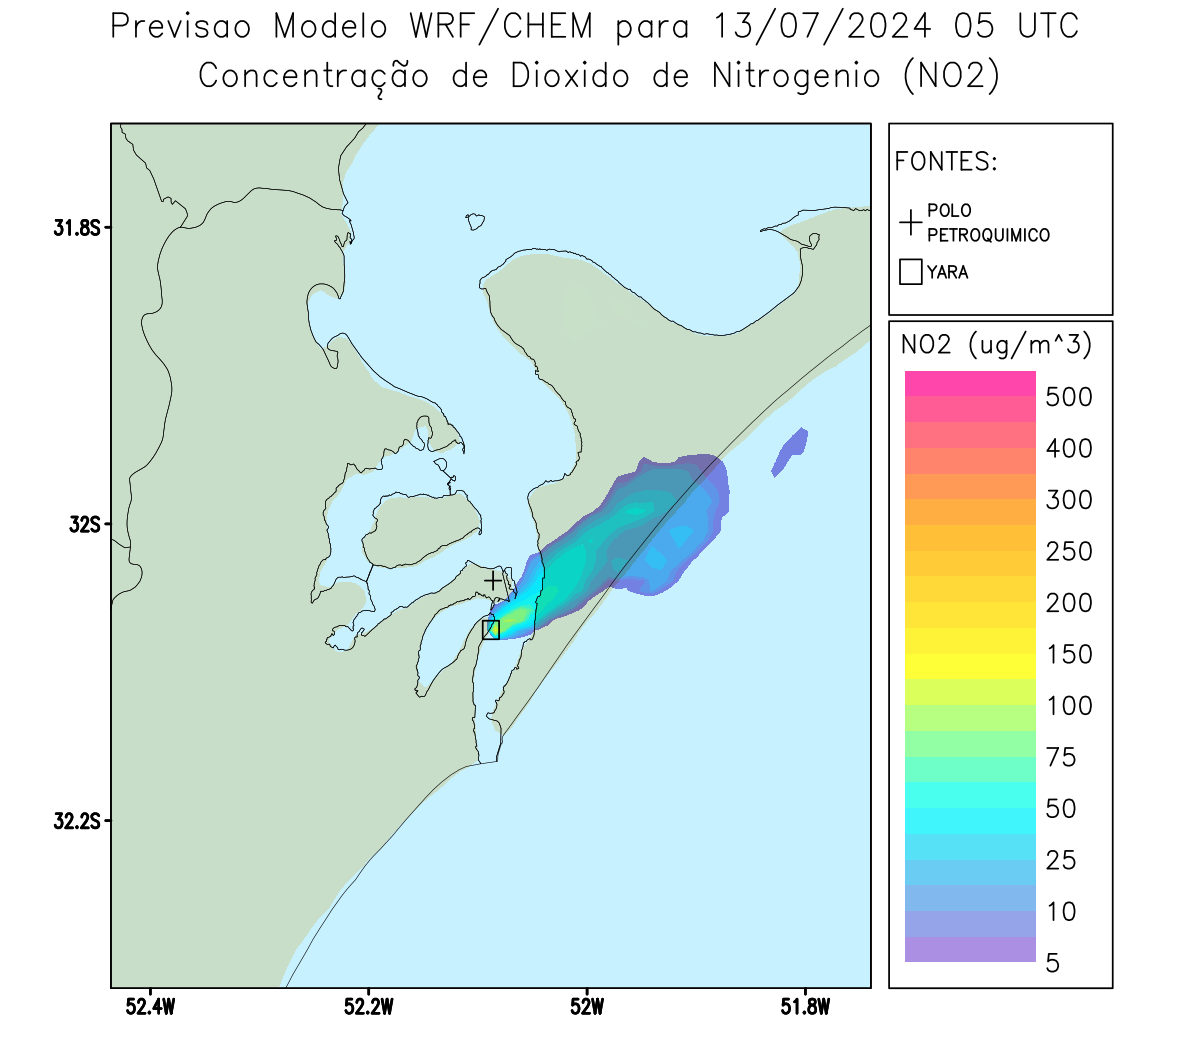 Previsao Modelo WRF/CHEM para 13/07/2024 05 UTC
Concentração de Dioxido de Nitrogenio (NO2)
FONTES:
POLO
PETROQUIMICO
YARA
NO2 (ug/m^3)
500
400
300
250
200
150
100
75
50
25
10
5
31.8S
32S
32.2S
52.4W
52.2W
52W
51.8W